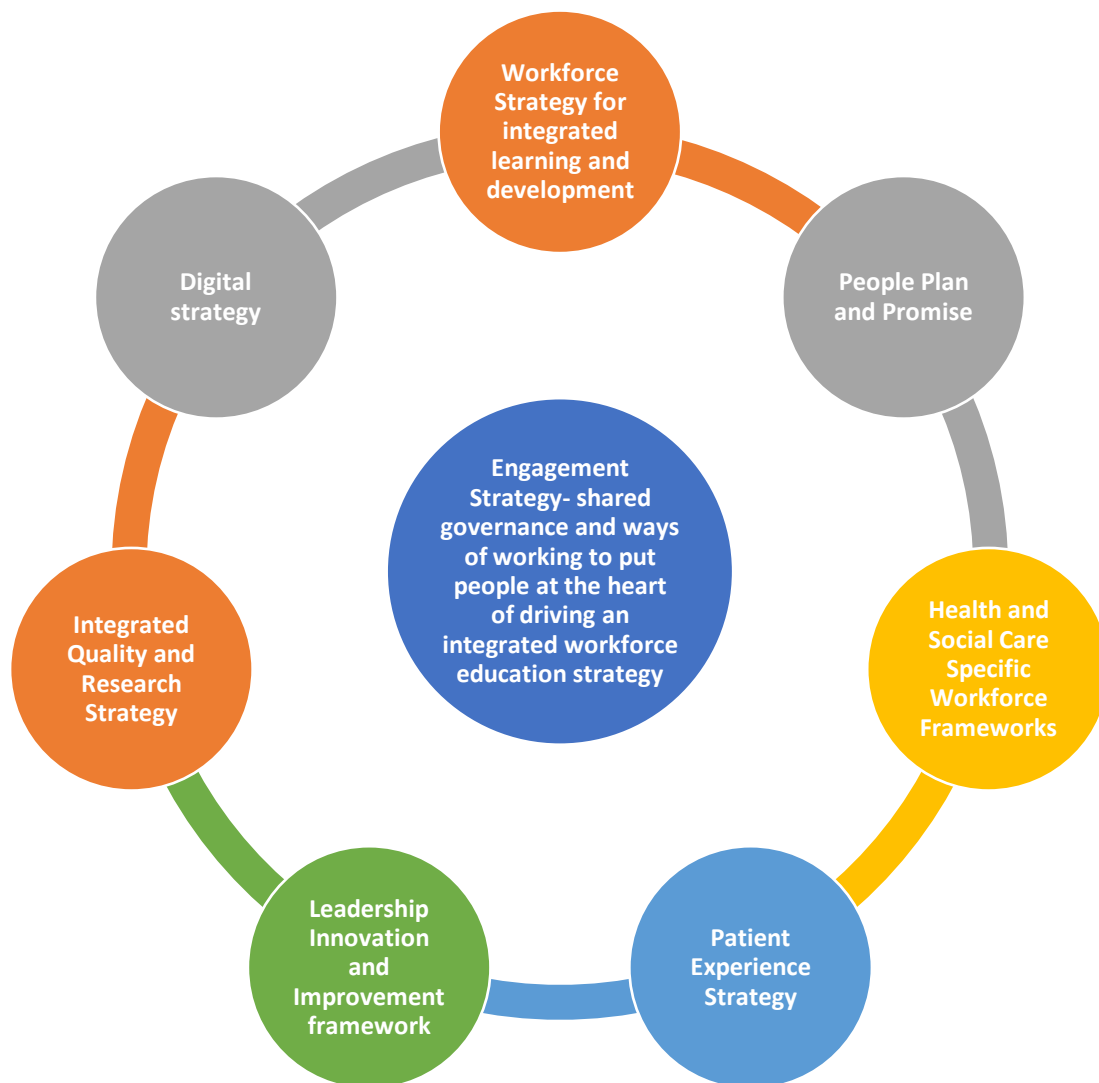 Workforce
Strategy for
integrated
learning and
development
People Plan
and Promise
Health and
Social Care
Specific
Workforce
Frameworks
Patient
Experience
Strategy
Leadership
Innovation
and
Improvement
framework
Integrated
Quality and
Research
Strategy
Digital
strategy
Engagement
Strategy- shared
governance and ways
of working to put
people at the heart
of driving an
integrated workforce
education strategy